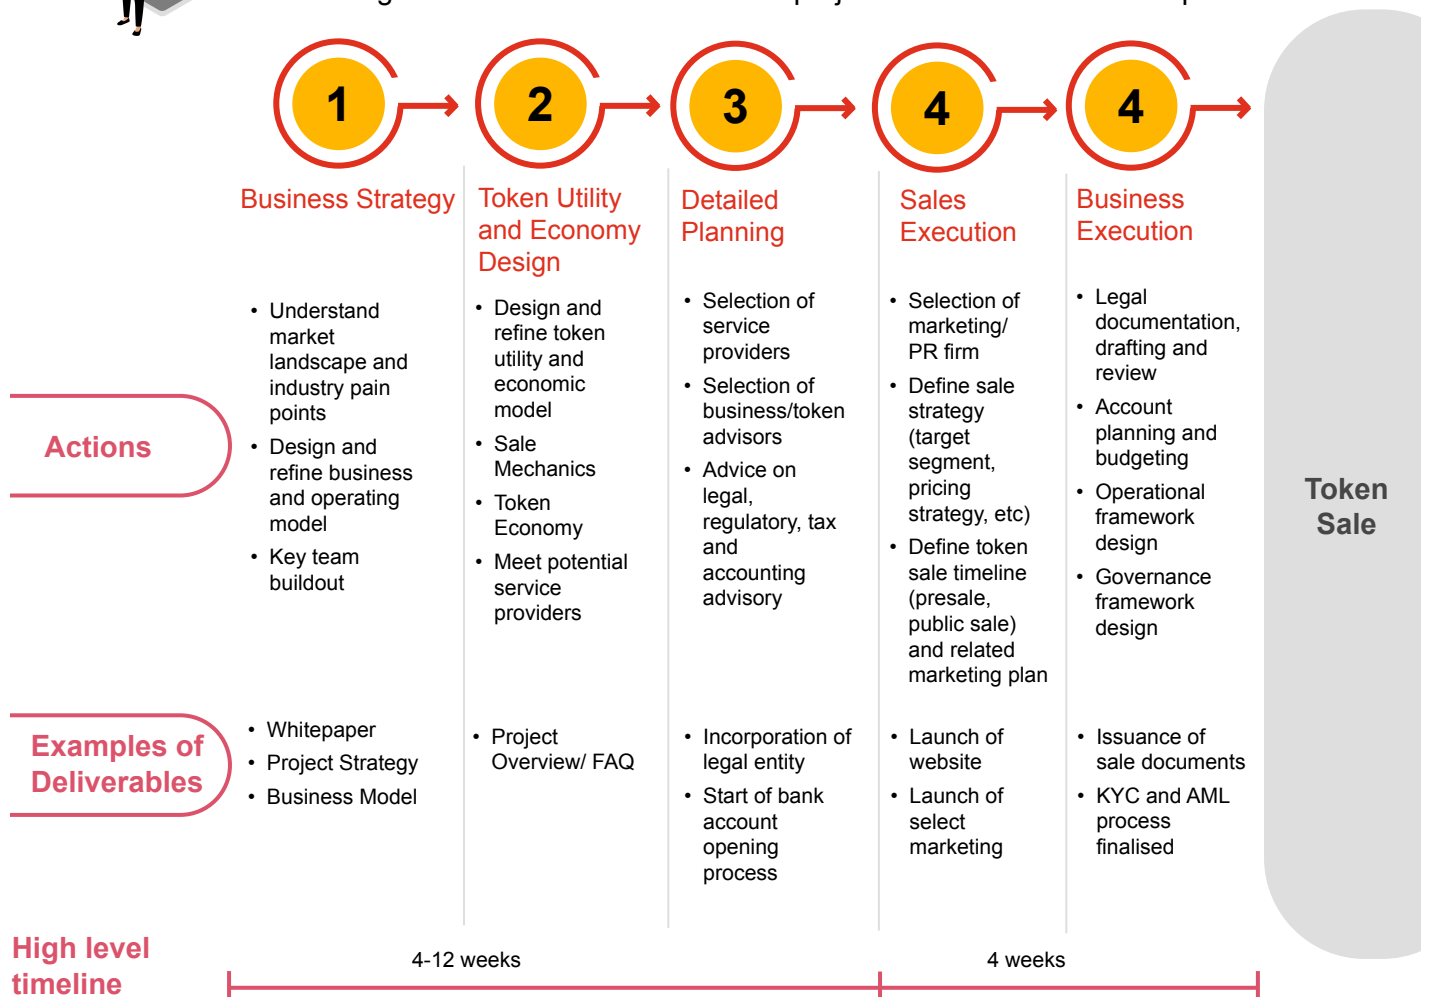 1
2
3
4
4
Business Strategy
Token Utility
and Economy
Design
Detailed
Planning
Sales
Execution
Business
Execution
Actions
• Understand
market
landscape and
industry pain
points
• Design and
refine business
and operating
model
• Key team
buildout
• Design and
refine token
utility and
economic
model
• Sale
Mechanics
• Token
Economy
• Meet potential
service
providers
• Selection of
service
providers
• Selection of
business/token
advisors
• Advice on
legal,
regulatory, tax
and
accounting
advisory
• Selection of
marketing/
PR firm
• Define sale
strategy
(target
segment,
pricing
strategy, etc)
• Define token
sale timeline
(presale,
public sale)
and related
marketing plan
• Legal
documentation,
drafting and
review
• Account
planning and
budgeting
• Operational
framework
design
• Governance
framework
design
Token
Sale
Examples of
Deliverables
• Whitepaper
• Project Strategy
• Business Model
• Project
Overview/ FAQ
• Incorporation of
legal entity
• Start of bank
account
opening
process
• Launch of
website
• Launch of
select
marketing
• Issuance of
sale documents
• KYC and AML
process
finalised
High level
timeline
4-12 weeks
4 weeks